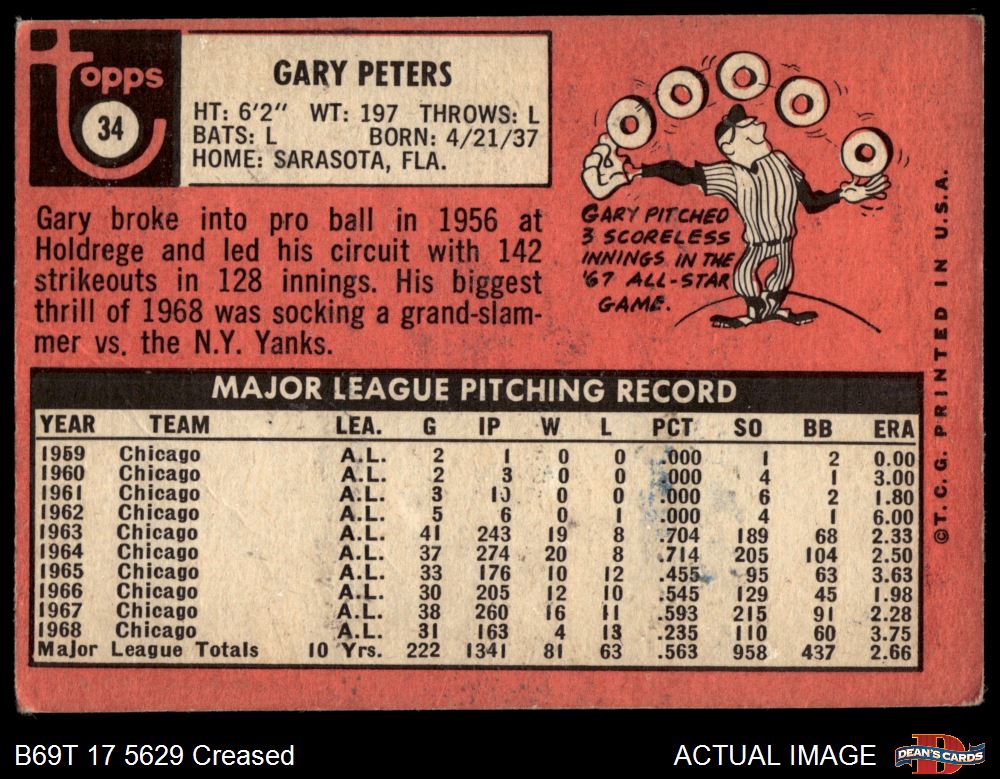 Topps
34
GARY PETERS
HT: 6'2" WT: 197 THROWS: L
BATS: L BORN: 4/21/37
HOME: SARASOTA, FLA.
Gary broke into pro ball in 1956 at
Holdrege and led his circuit with 142
strikeouts in 128 innings. His biggest
thrill of 1968 was socking a grand-slam-
mer vs. the N.Y. Yanks.
GARY PITCHED
3 SCORELESS
INNINGS IN THE
'67 ALL-STAR
GAME.
MAJOR LEAGUE PITCHING RECORD
YEAR TEAM LEA. G IP W L PCT SO BB ERA
1959 Chicago A.L. 2 1 0 0 .000 1 2 0.00
1960 Chicago A.L. 2 3 0 0 .000 4 1 3.00
1961 Chicago A.L. 3 10 0 0 .000 6 2 1.80
1962 Chicago A.L. 5 6 0 1 .000 4 1 6.00
1963 Chicago A.L. 41 243 19 8 .704 189 68 2.33
1964 Chicago A.L. 37 274 20 8 .714 205 104 2.50
1965 Chicago A.L. 33 176 10 12 .455 95 63 3.63
1966 Chicago A.L. 30 205 12 10 .545 129 45 1.98
1967 Chicago A.L. 38 260 16 11 .593 215 91 2.28
1968 Chicago A.L. 31 163 4 13 .235 110 60 3.75
Major League Totals 10 Yrs. 222 1341 81 63 .563 958 437 2.66
©T.C.G. PRINTED IN U.S.A.
B69T 17 5629 Creased
ACTUAL IMAGE
DEAN'S CARDS